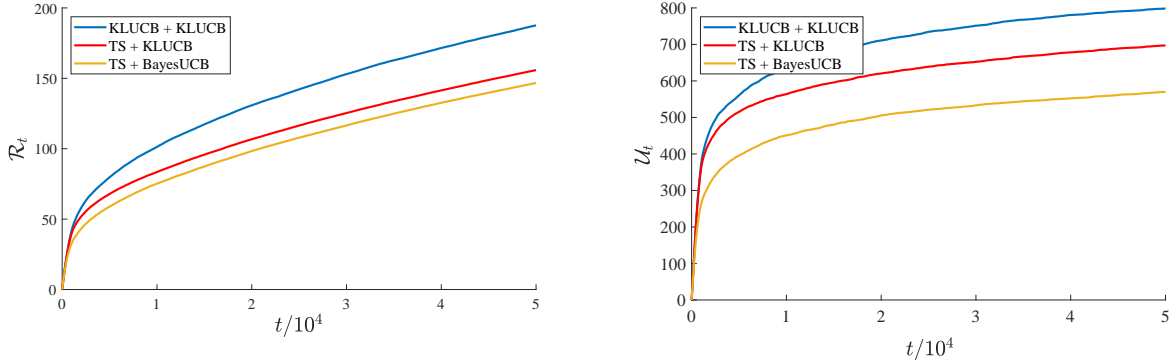 200
150
100
50
0
0 1 2 3 4 5
R_t
t/10^4
KLUCB + KLUCB
TS + KLUCB
TS + BayesUCB
800
700
600
500
400
300
200
100
0
0 1 2 3 4 5
U_t
t/10^4
KLUCB + KLUCB
TS + KLUCB
TS + BayesUCB